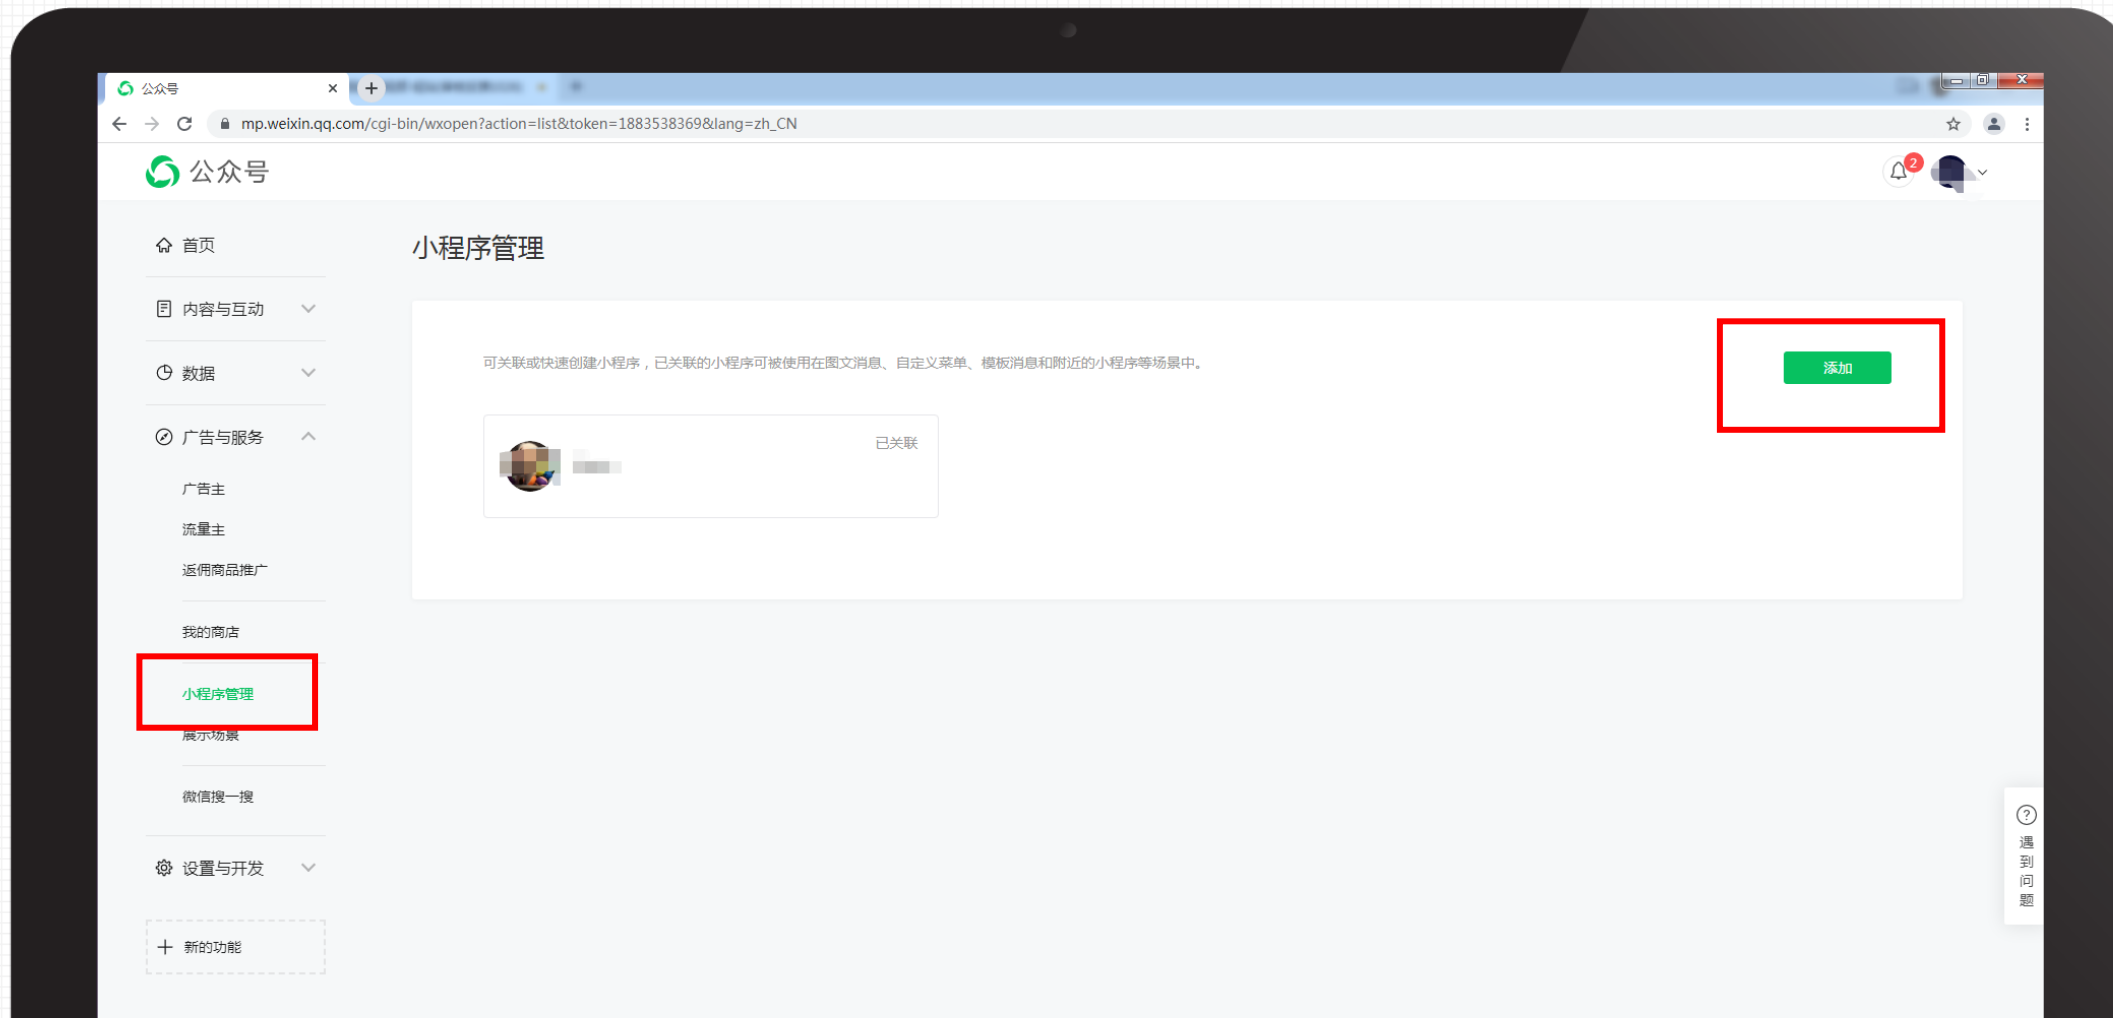 公众号
mp.weixin.qq.com/cgi-bin/wxopen?action=list&token=1883538369&lang=zh_CN
公众号
2
首页
内容与互动
数据
广告与服务
广告主
流量主
返佣商品推广
我的商店
小程序管理
展示场景
微信搜一搜
设置与开发
新的功能
小程序管理
可关联或快速创建小程序，已关联的小程序可被使用在图文消息、自定义菜单、模板消息和附近的小程序等场景中。
添加
已关联
遇到问题